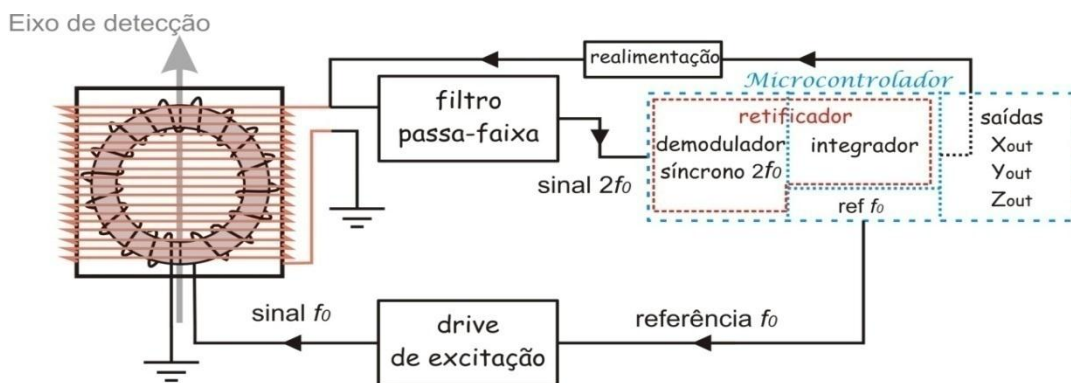 Eixo de detecção
realimentação
Microcontrolador
filtro
passa-faixa
sinal 2f0
retificador
demodulador
síncrono 2f0
integrador
ref f0
saídas
Xout
Yout
Zout
sinal f0
drive
de excitação
referência f0